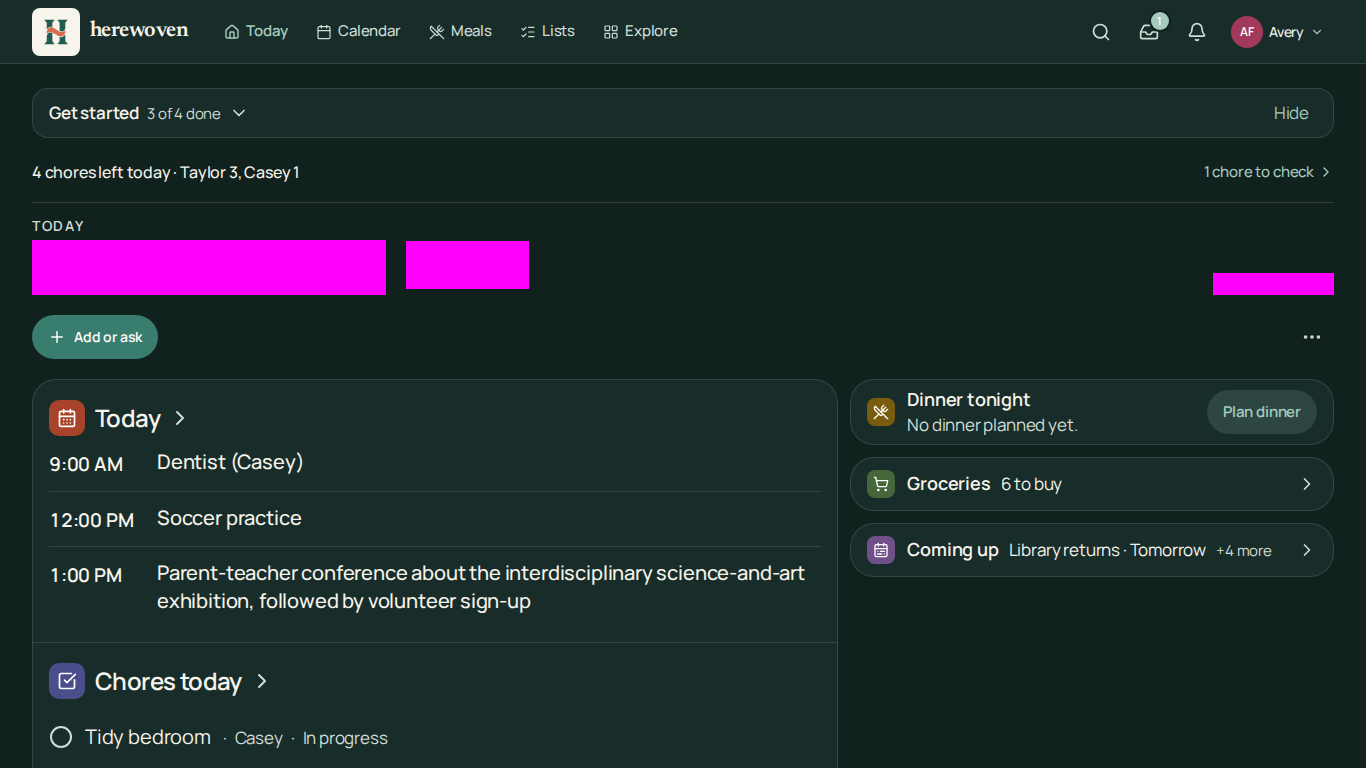 H herewoven Today Calendar Meals Lists Explore 1 AF Avery
Get started 3 of 4 done Hide
4 chores left today · Taylor 3, Casey 1 1 chore to check
TODAY
Add or ask
Today
9:00 AM Dentist (Casey)
12:00 PM Soccer practice
1:00 PM Parent-teacher conference about the interdisciplinary science-and-art
exhibition, followed by volunteer sign-up
Chores today
Tidy bedroom · Casey · In progress
Dinner tonight
No dinner planned yet.
Plan dinner
Groceries 6 to buy
Coming up Library returns · Tomorrow +4 more